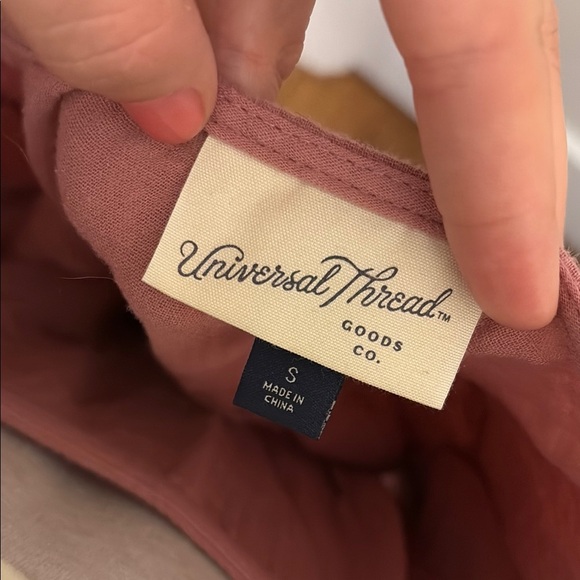 Universal Thread™
GOODS
CO.
S
MADE IN
CHINA